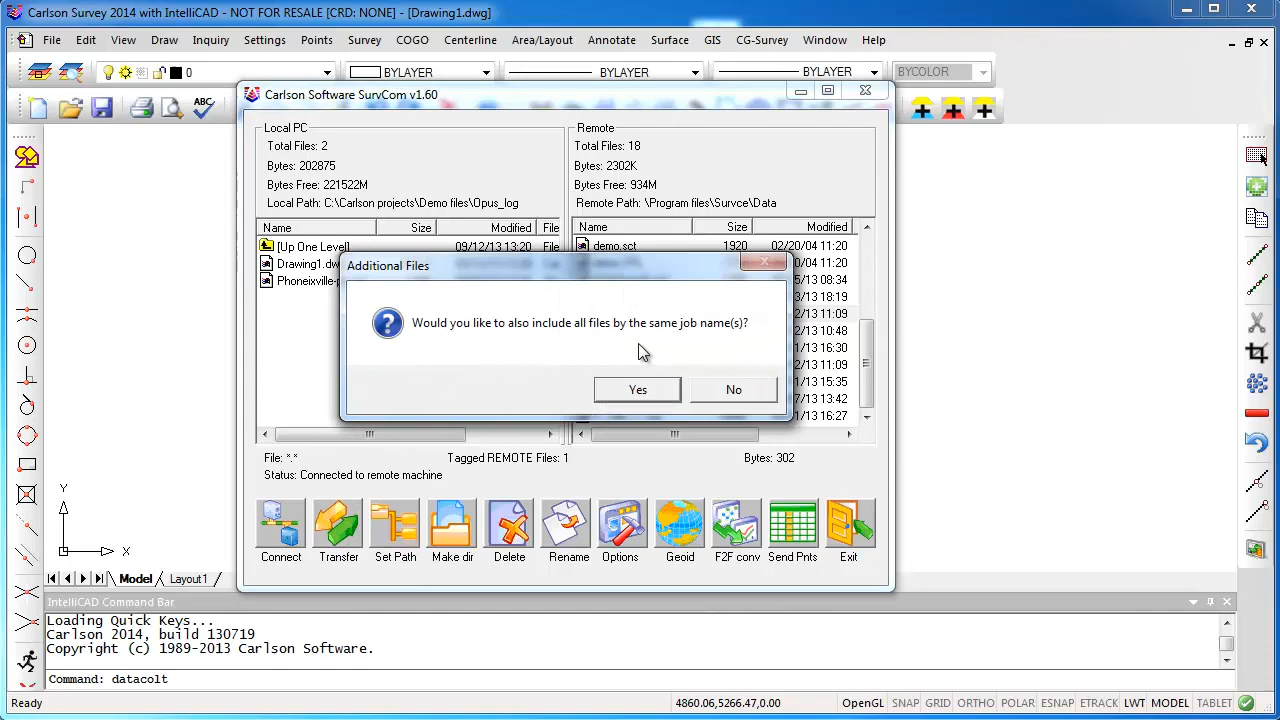 Carlson Survey 2014 with IntelliCAD - NOT FOR RESALE [CRD: NONE] - [Drawing1.dwg]
File Edit View Draw Inquiry Settings Points Survey COGO Centerline Area/Layout Annotate Surface GIS CG-Survey Window Help
0 BYLAYER BYLAYER BYLAYER BYCOLOR
Carlson Software SurvCom v1.60
ABC
Local PC
Total Files: 2
Bytes: 202875
Bytes Free: 221522M
Local Path: C:\Carlson projects\Demo files\Opus_log
Remote
Total Files: 18
Bytes: 2302K
Bytes Free: 934M
Remote Path: \Program files\Survce\Data
Name Size Modified File
Name Size Modified
[Up One Level] 09/12/13 13:20 File
demo.sct 1920 02/20/04 11:20
Additional Files
Would you like to also include all files by the same job name(s)?
Yes No
File: *.* Tagged REMOTE Files: 1 Bytes: 302
Status: Connected to remote machine
Connect Transfer Set Path Make dir Delete Rename Options Geoid F2F conv Send Pnts Exit
Y
X
Model Layout1
IntelliCAD Command Bar
Loading Quick Keys...
Carlson 2014, build 130719
Copyright (c) 1989-2013 Carlson Software.
Command: datacolt
Ready 4860.06,5266.47,0.00 OpenGL SNAP GRID ORTHO POLAR ESNAP ETRACK LWT MODEL TABLET